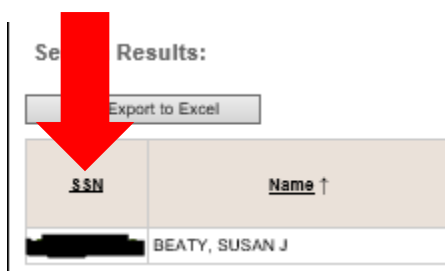 Se Results:
Export to Excel
SSN Name ↑
BEATY, SUSAN J